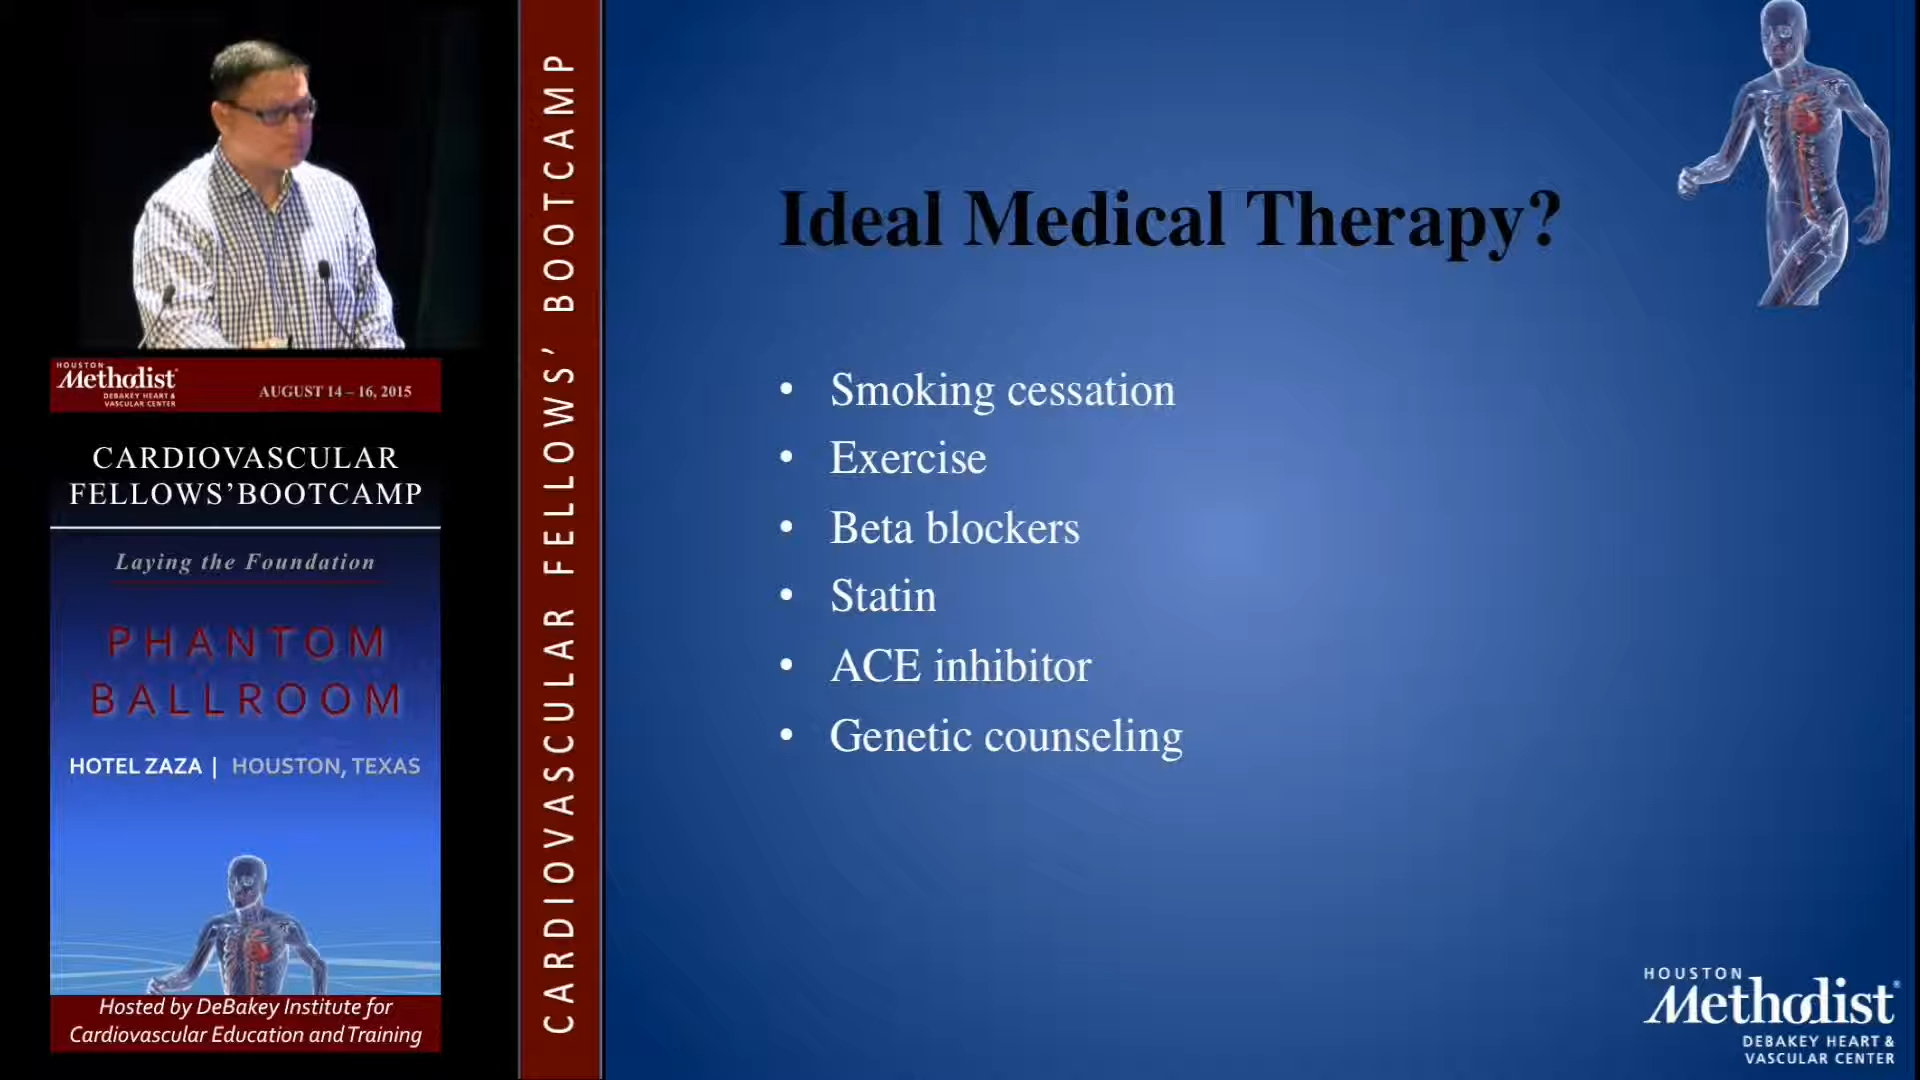 HOUSTON
Methodist
DEBAKEY HEART &
VASCULAR CENTER
AUGUST 14 – 16, 2015
CARDIOVASCULAR
FELLOWS’BOOTCAMP
Laying the Foundation
PHANTOM
BALLROOM
HOTEL ZAZA | HOUSTON, TEXAS
Hosted by DeBakey Institute for
Cardiovascular Education and Training
CARDIOVASCULAR FELLOWS’ BOOTCAMP
Ideal Medical Therapy?
• Smoking cessation
• Exercise
• Beta blockers
• Statin
• ACE inhibitor
• Genetic counseling
HOUSTON
Methodist®
DEBAKEY HEART &
VASCULAR CENTER